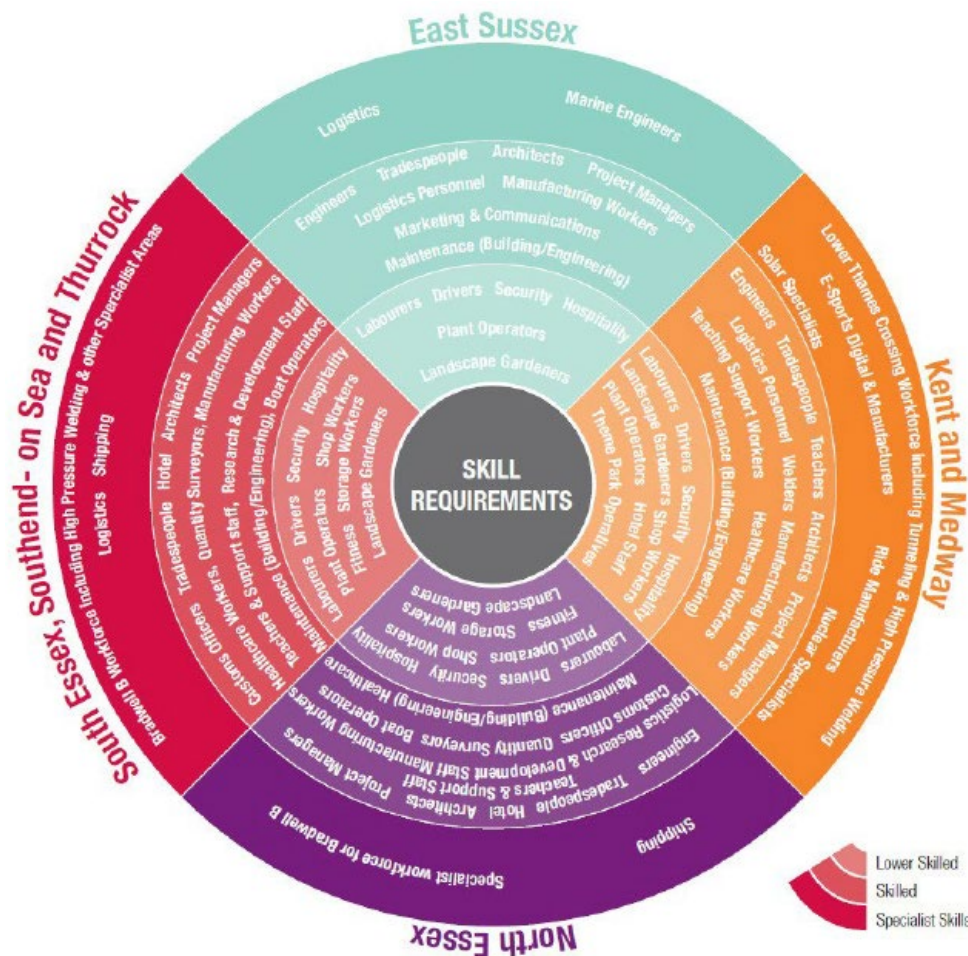 East Sussex
Logistics
Marine Engineers
Engineers Tradespeople Architects Project Managers
Logistics Personnel Manufacturing Workers
Marketing & Communications
Maintenance (Building/Engineering)
Labourers Drivers Security Hospitality
Plant Operators
Landscape Gardeners
Kent and Medway
Lower Thames Crossing Workforce including Tunneling & High Pressure Welding
E-Sports Digital & Manufacturers
Ride Manufacturers
Solar Specialists
Nuclear Specialists
Engineers Tradespeople Teachers Architects Project Managers
Logistics Personnel Welders Manufacturing Workers
Teaching Support Workers Healthcare Workers
Maintenance (Building/Engineering)
Labourers Drivers Security Hospitality
Landscape Gardeners Shop Workers
Plant Operators Hotel Staff
Theme Park Operatives
SKILL
REQUIREMENTS
South Essex, Southend- on Sea and Thurrock
Bradwell B Workforce Including High Pressure Welding & other Spercialist Areas
Logistics Shipping
Customs Officers Tradespeople Hotel Architects Project Managers
Healthcare Workers, Quantity Surveyors, Manufacturing Workers
Teachers & Support staff, Research & Development Staff
Maintenance (Building/Engineering), Boat Operators
Labourers Drivers Security Hospitality
Plant Operators Shop Workers
Fitness Storage Workers
Landscape Gardeners
Landscape Gardeners
Fitness Storage Workers
Plant Operators Shop Workers
Labourers Drivers Security Hospitality
Maintenance (Building/Engineering) Healthcare
Customs Officers Quantity Surveyors Boat Operators
Logistics Research & Development Staff Manufacturing Workers
Teachers & Support Staff
Engineers Tradespeople Hotel Architects Project Managers
Shipping
Specialist workforce for Bradwell B
North Essex
Lower Skilled
Skilled
Specialist Skills